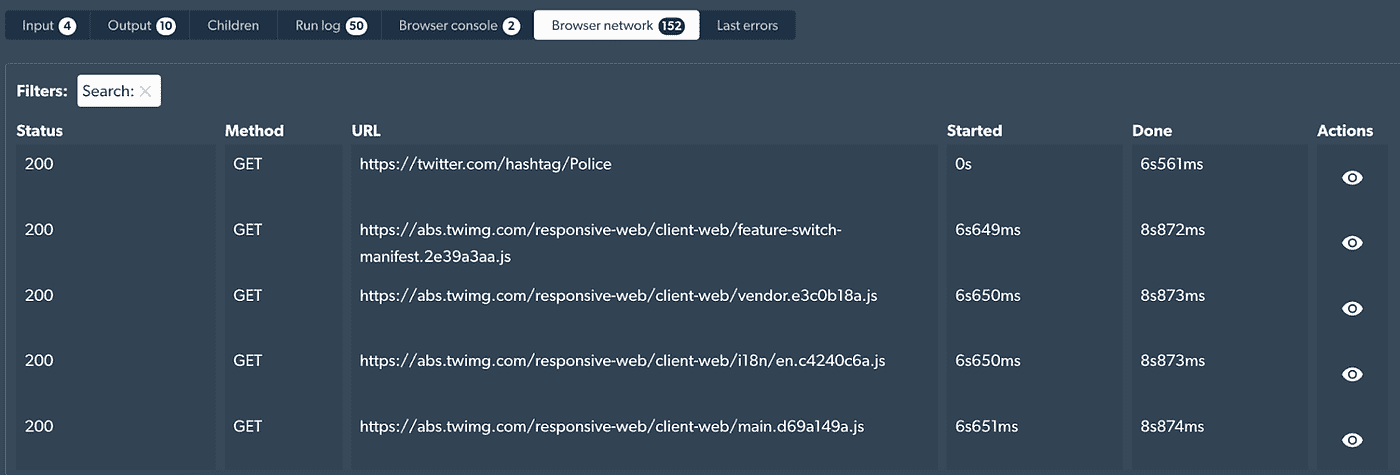 Input 4 Output 10 Children Run log 50 Browser console 2 Browser network 152 Last errors
Filters: Search: ×
Status Method URL Started Done Actions
200 GET https://twitter.com/hashtag/Police 0s 6s561ms
200 GET https://abs.twimg.com/responsive-web/client-web/feature-switch- 6s649ms 8s872ms
manifest.2e39a3aa.js
200 GET https://abs.twimg.com/responsive-web/client-web/vendor.e3c0b18a.js 6s650ms 8s873ms
200 GET https://abs.twimg.com/responsive-web/client-web/i18n/en.c4240c6a.js 6s650ms 8s873ms
200 GET https://abs.twimg.com/responsive-web/client-web/main.d69a149a.js 6s651ms 8s874ms